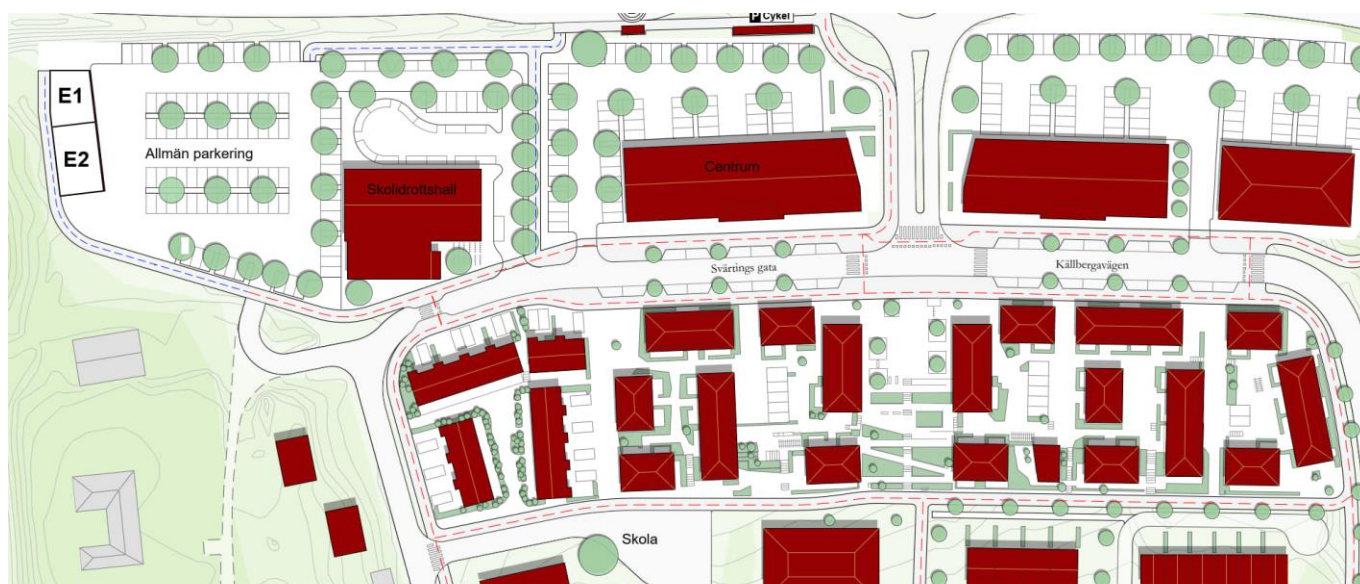 P Cykel
E1
E2
Allmän parkering
Skolidrottshall
Centrum
Svärtings gata
Källbergavägen
Skola